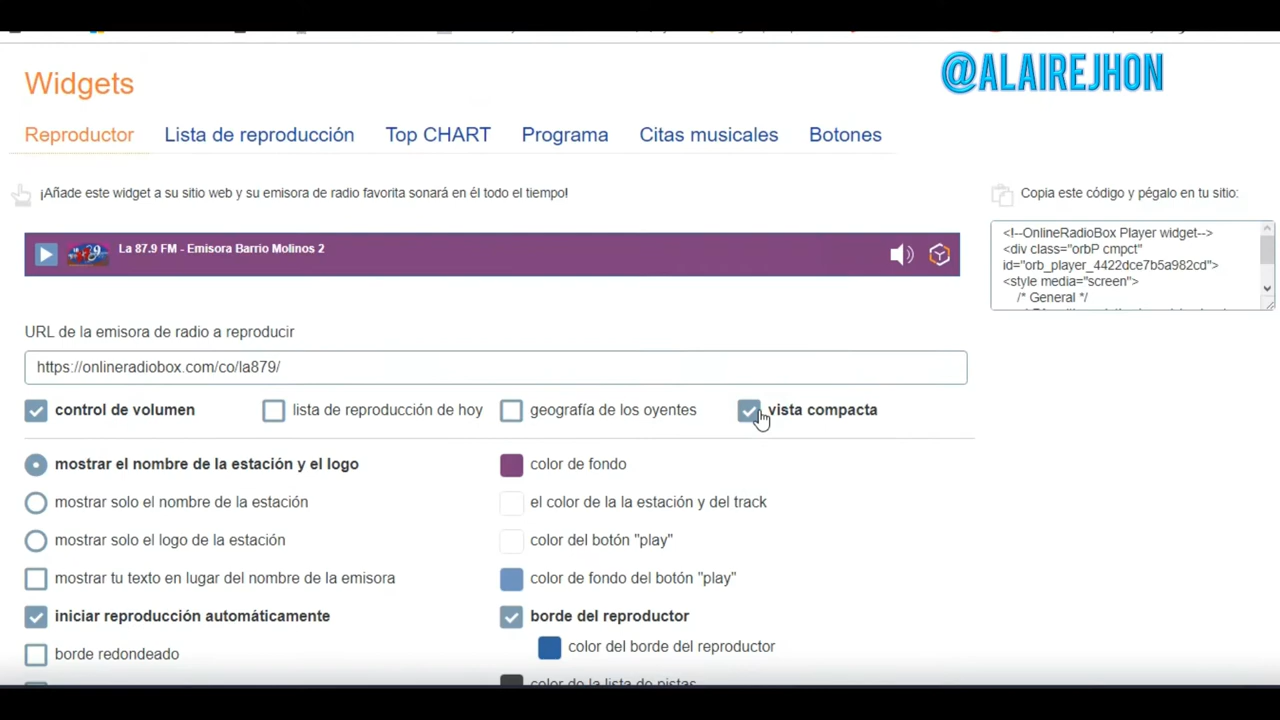 @ALAIREJHON
Widgets
Reproductor Lista de reproducción Top CHART Programa Citas musicales Botones
¡Añade este widget a su sitio web y su emisora de radio favorita sonará en él todo el tiempo!
Copia este código y pégalo en tu sitio:
La 87.9 FM - Emisora Barrio Molinos 2
<!--OnlineRadioBox Player widget-->
<div class="orbP cmpct"
id="orb_player_4422dce7b5a982cd">
<style media="screen">
/* General */
URL de la emisora de radio a reproducir
https://onlineradiobox.com/co/la879/
control de volumen lista de reproducción de hoy geografía de los oyentes vista compacta
mostrar el nombre de la estación y el logo
color de fondo
mostrar solo el nombre de la estación
el color de la la estación y del track
mostrar solo el logo de la estación
color del botón "play"
mostrar tu texto en lugar del nombre de la emisora
color de fondo del botón "play"
iniciar reproducción automáticamente
borde del reproductor
borde redondeado
color del borde del reproductor
color de la lista de pistas